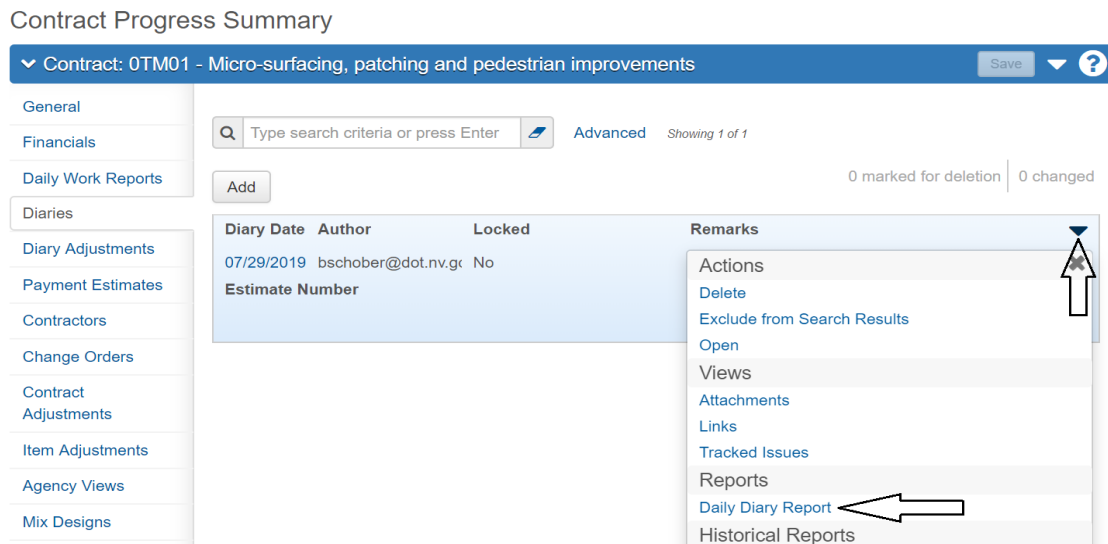 Contract Progress Summary
Contract: 0TM01 - Micro-surfacing, patching and pedestrian improvements
Save
?
General
Financials
Daily Work Reports
Diaries
Diary Adjustments
Payment Estimates
Contractors
Change Orders
Contract
Adjustments
Item Adjustments
Agency Views
Mix Designs
Type search criteria or press Enter
Advanced
Showing 1 of 1
Add
0 marked for deletion
0 changed
Diary Date Author Locked Remarks
07/29/2019 bschober@dot.nv.gc No
Estimate Number
Actions
Delete
Exclude from Search Results
Open
Views
Attachments
Links
Tracked Issues
Reports
Daily Diary Report
Historical Reports